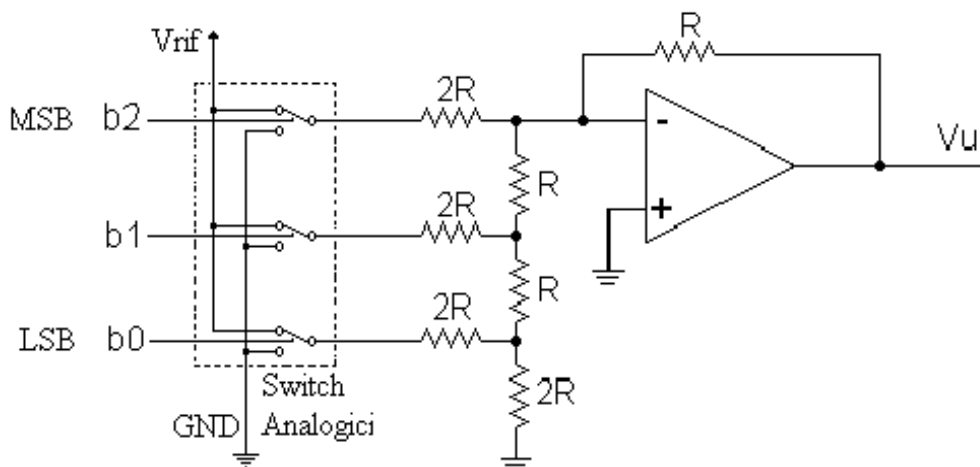 Vrif
R
MSB b2
2R
-
Vu
R
+
b1
2R
R
LSB b0
2R
2R
Switch
Analogici
GND